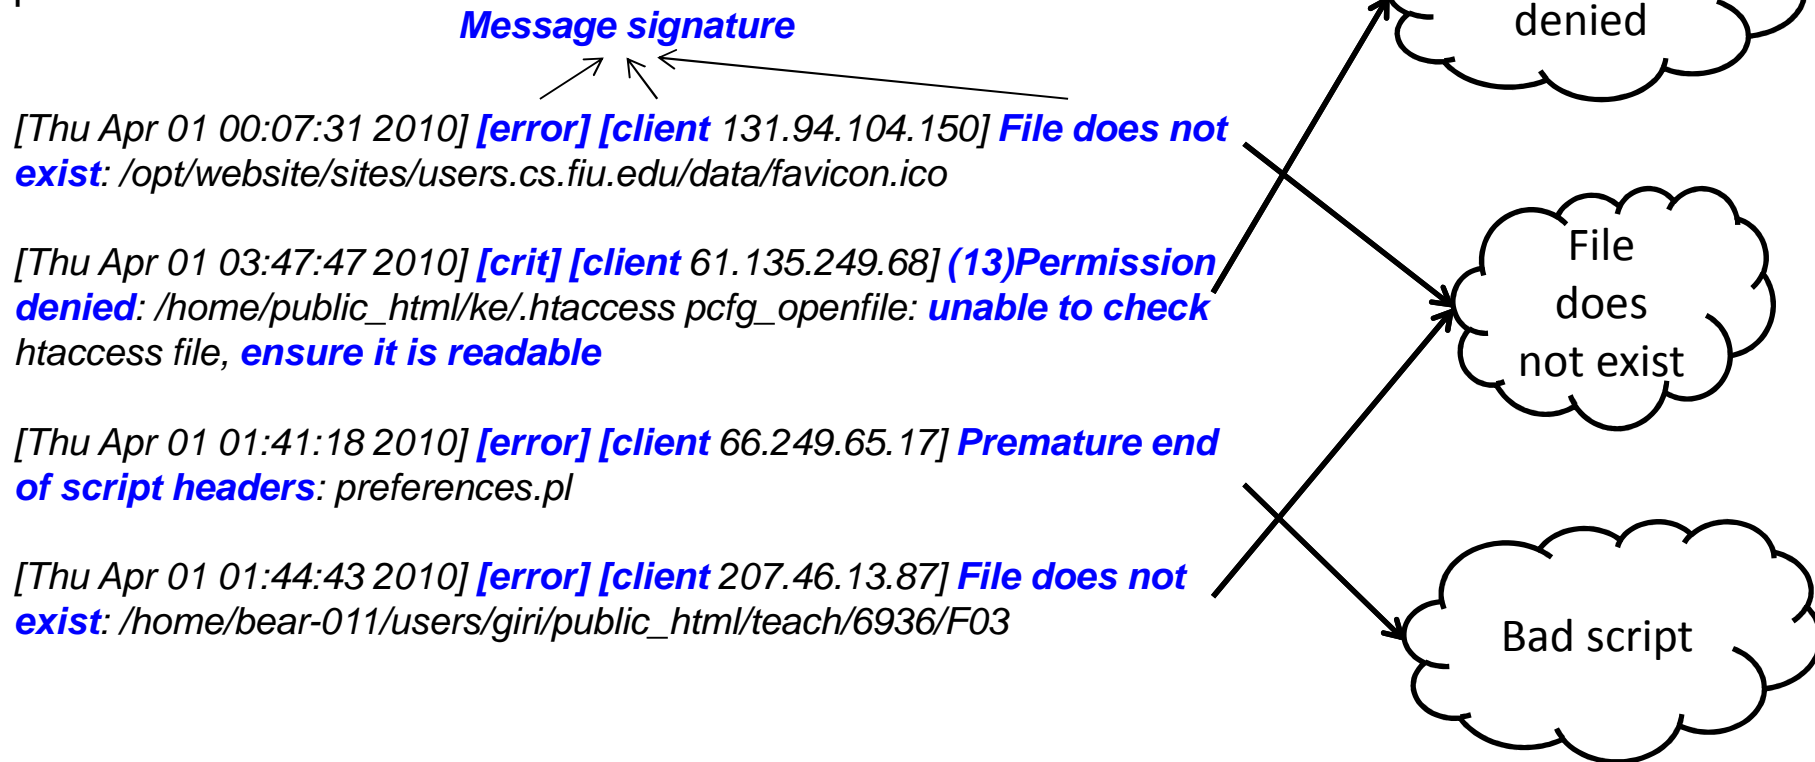 Message signature
denied
[Thu Apr 01 00:07:31 2010] [error] [client 131.94.104.150] File does not
exist: /opt/website/sites/users.cs.fiu.edu/data/favicon.ico
[Thu Apr 01 03:47:47 2010] [crit] [client 61.135.249.68] (13)Permission
denied: /home/public_html/ke/.htaccess pcfg_openfile: unable to check
htaccess file, ensure it is readable
File
does
not exist
[Thu Apr 01 01:41:18 2010] [error] [client 66.249.65.17] Premature end
of script headers: preferences.pl
[Thu Apr 01 01:44:43 2010] [error] [client 207.46.13.87] File does not
exist: /home/bear-011/users/giri/public_html/teach/6936/F03
Bad script